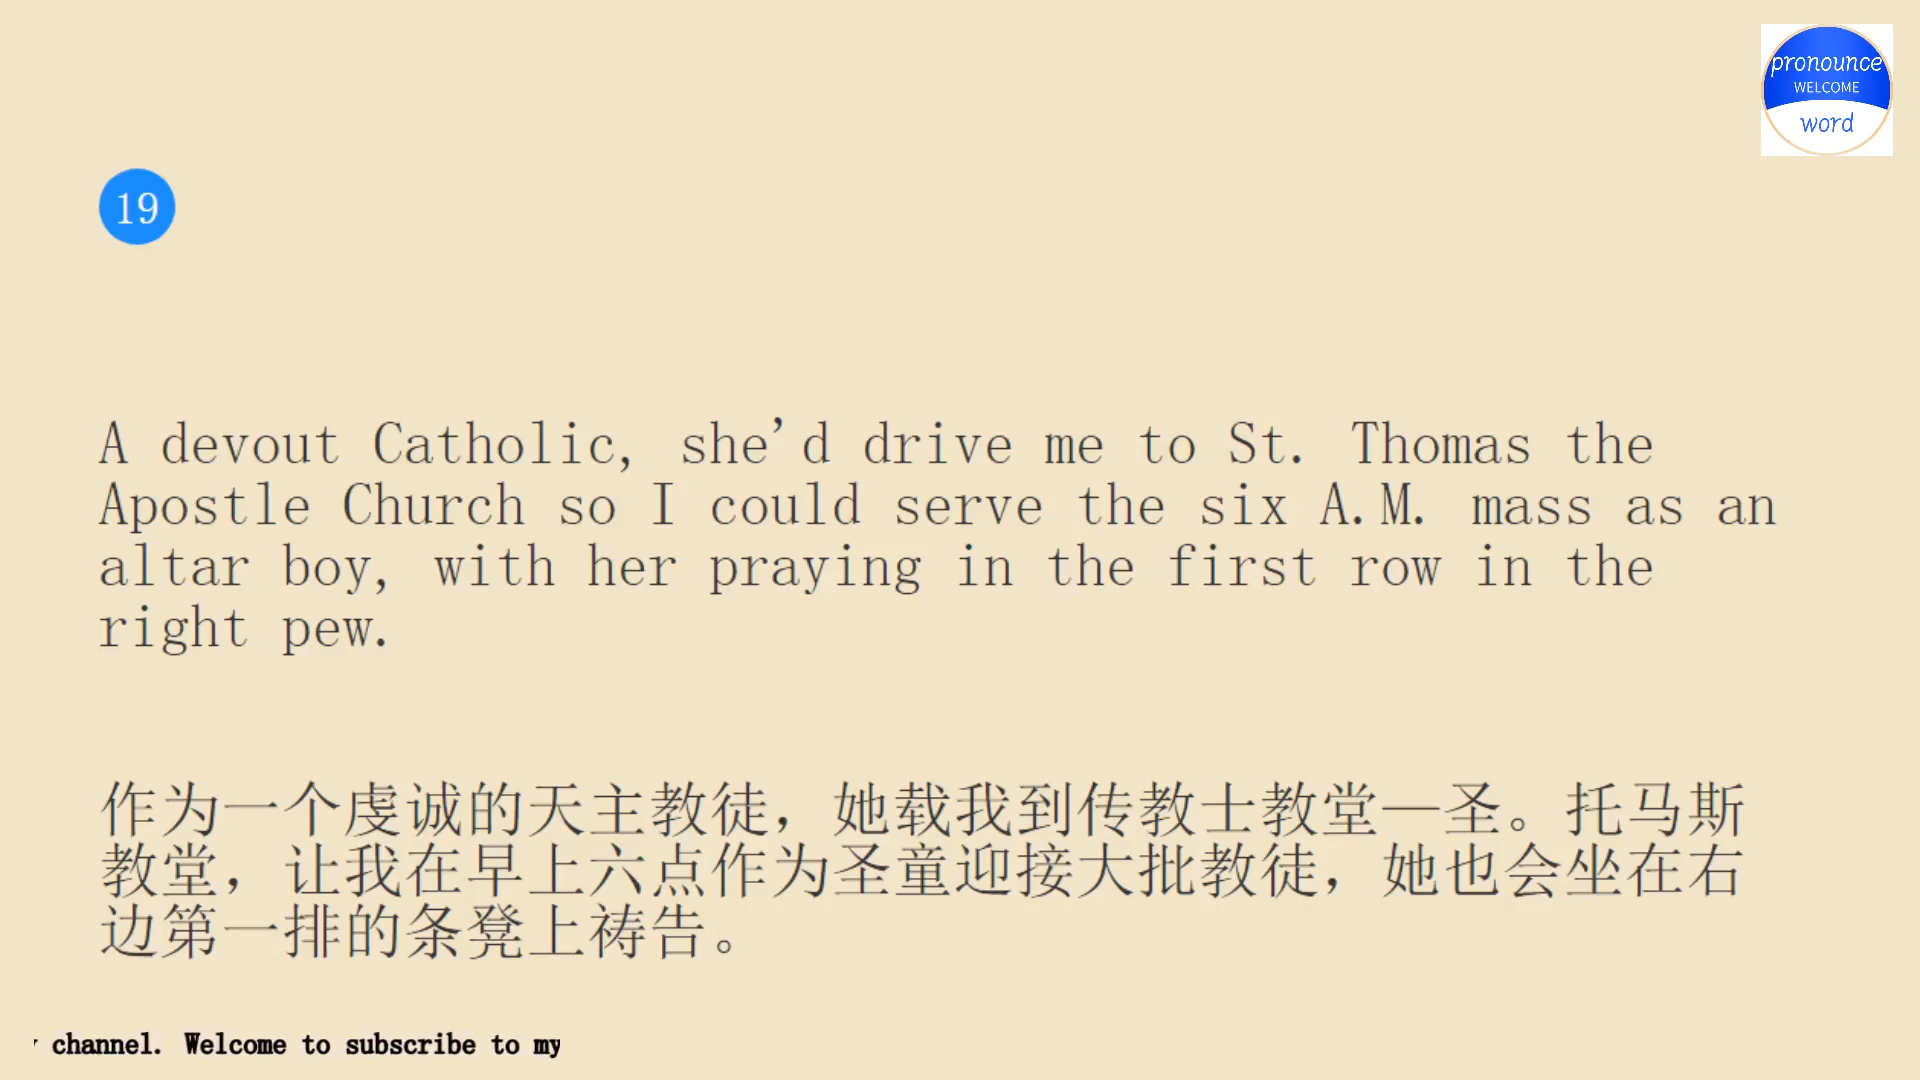 pronounce
WELCOME
word
19
A devout Catholic, she'd drive me to St. Thomas the
Apostle Church so I could serve the six A.M. mass as an
altar boy, with her praying in the first row in the
right pew.
作为一个虔诚的天主教徒，她载我到传教士教堂—圣。托马斯
教堂，让我在早上六点作为圣童迎接大批教徒，她也会坐在右
边第一排的条凳上祷告。
channel. Welcome to subscribe to my